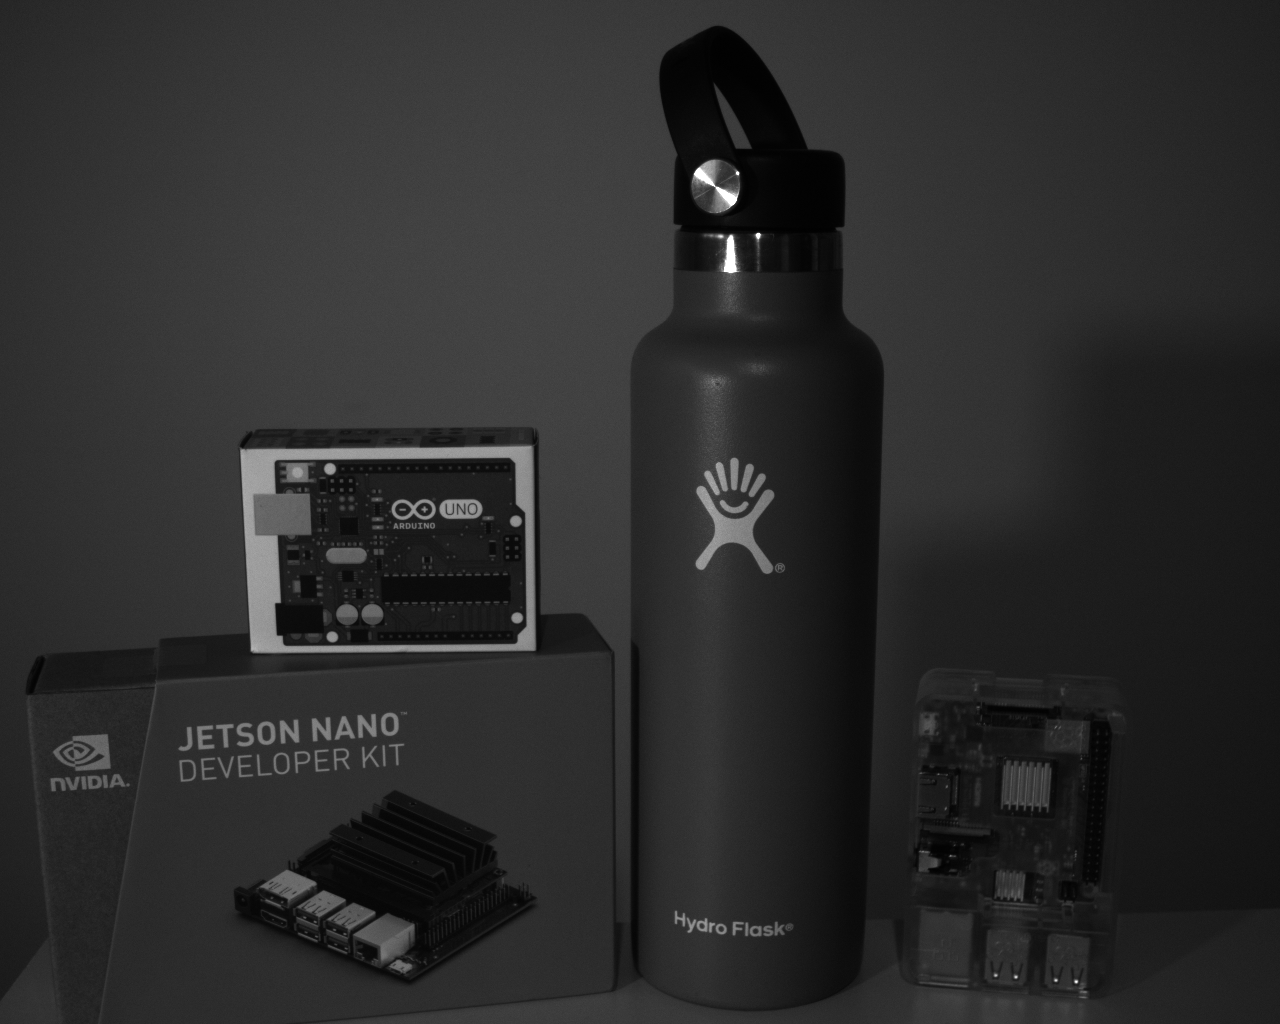 UNO
ARDUINO
JETSON NANO™
DEVELOPER KIT
NVIDIA.
®
Hydro Flask®